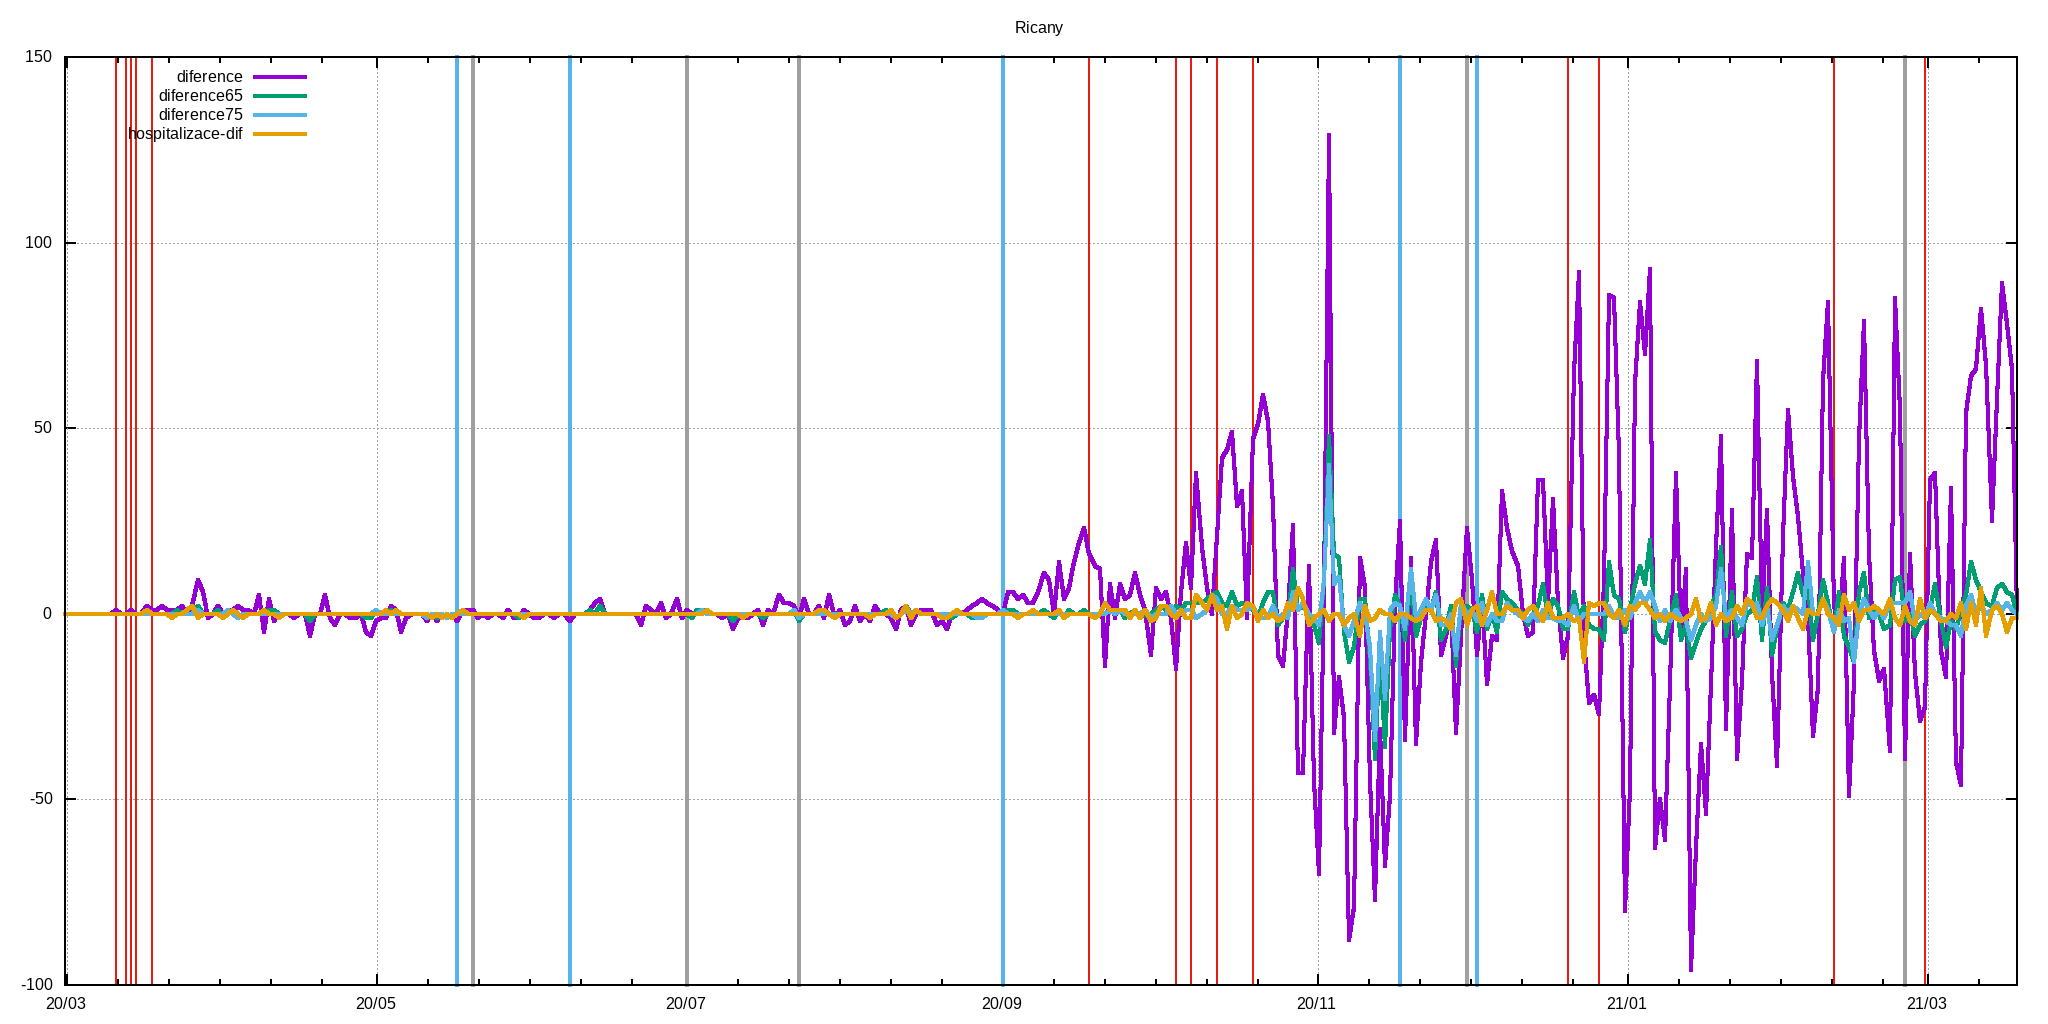 Ricany
150
diference
diference65
diference75
hospitalizace-dif
100
50
0
-50
-100
20/03 20/05 20/07 20/09 20/11 21/01 21/03